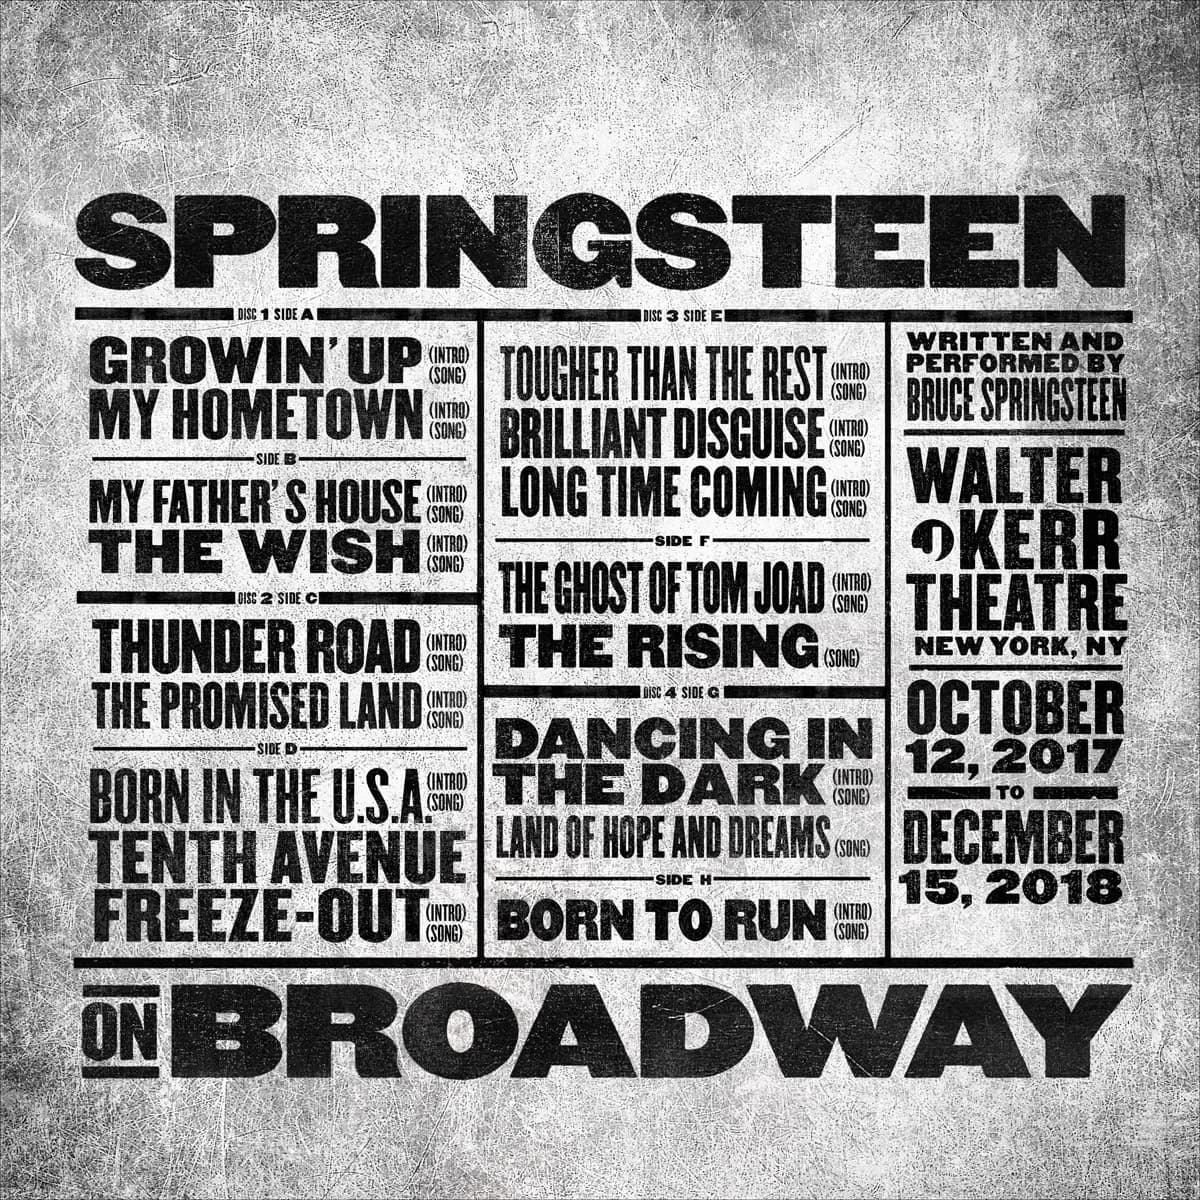 SPRINGSTEEN
DISC 1 SIDE A
GROWIN' UP (INTRO) (SONG)
MY HOMETOWN (INTRO) (SONG)
SIDE B
MY FATHER'S HOUSE (INTRO) (SONG)
THE WISH (INTRO) (SONG)
DISC 2 SIDE C
THUNDER ROAD (INTRO) (SONG)
THE PROMISED LAND (INTRO) (SONG)
SIDE D
BORN IN THE U.S.A. (INTRO) (SONG)
TENTH AVENUE
FREEZE-OUT (INTRO) (SONG)
DISC 3 SIDE E
TOUGHER THAN THE REST (INTRO) (SONG)
BRILLIANT DISGUISE (INTRO) (SONG)
LONG TIME COMING (INTRO) (SONG)
SIDE F
THE GHOST OF TOM JOAD (INTRO) (SONG)
THE RISING (SONG)
DISC 4 SIDE G
DANCING IN
THE DARK (INTRO) (SONG)
LAND OF HOPE AND DREAMS (SONG)
SIDE H
BORN TO RUN (INTRO) (SONG)
WRITTEN AND
PERFORMED BY
BRUCE SPRINGSTEEN
WALTER
KERR
THEATRE
NEW YORK, NY
OCTOBER
12, 2017
TO
DECEMBER
15, 2018
ON BROADWAY